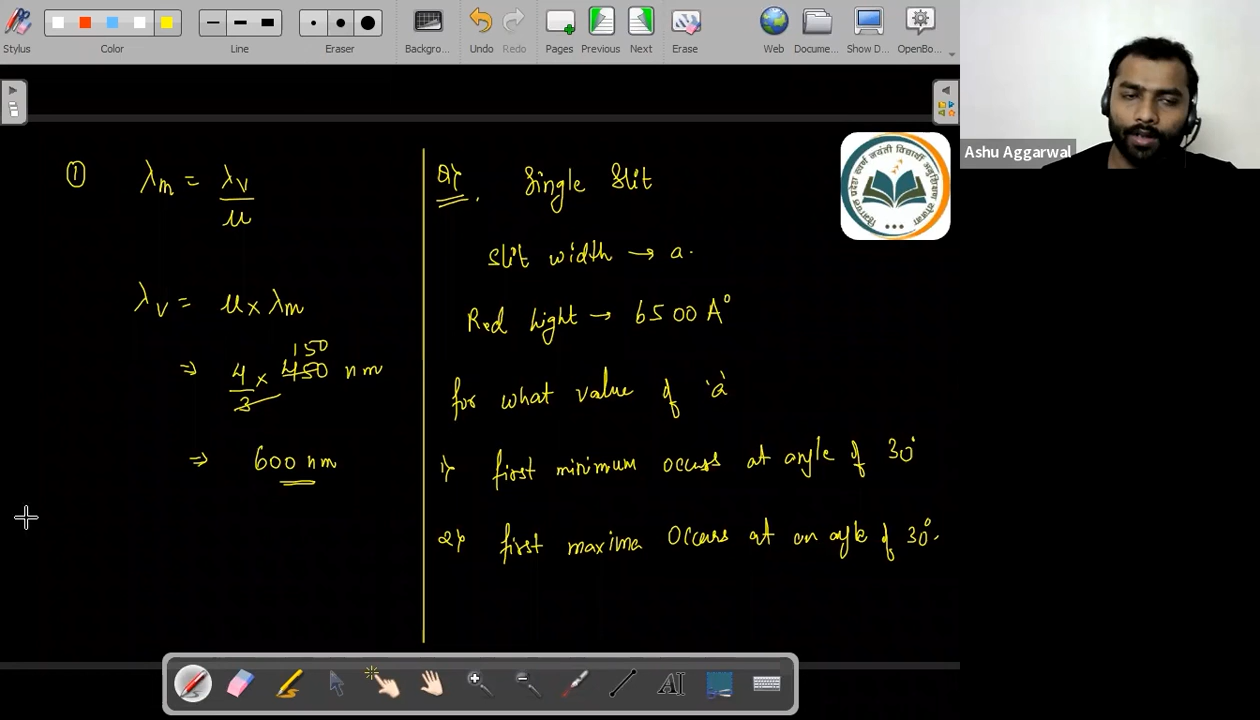 Stylus
Color
Line
Eraser
Backgro...
Undo
Redo
Pages
Previous
Next
Erase
Web
Docume...
Show D...
OpenBo...
Ashu Aggarwal
① λm = λv / μ
λv = μ × λm
⇒ 4/3 × 450 nm
150
⇒ 600 nm
Q). Single Slit
Slit width → a.
Red light → 6500 A°
for what value of 'a'
1) first minimum occurs at angle of 30°
2) first maxima occurs at an angle of 30°.
AI